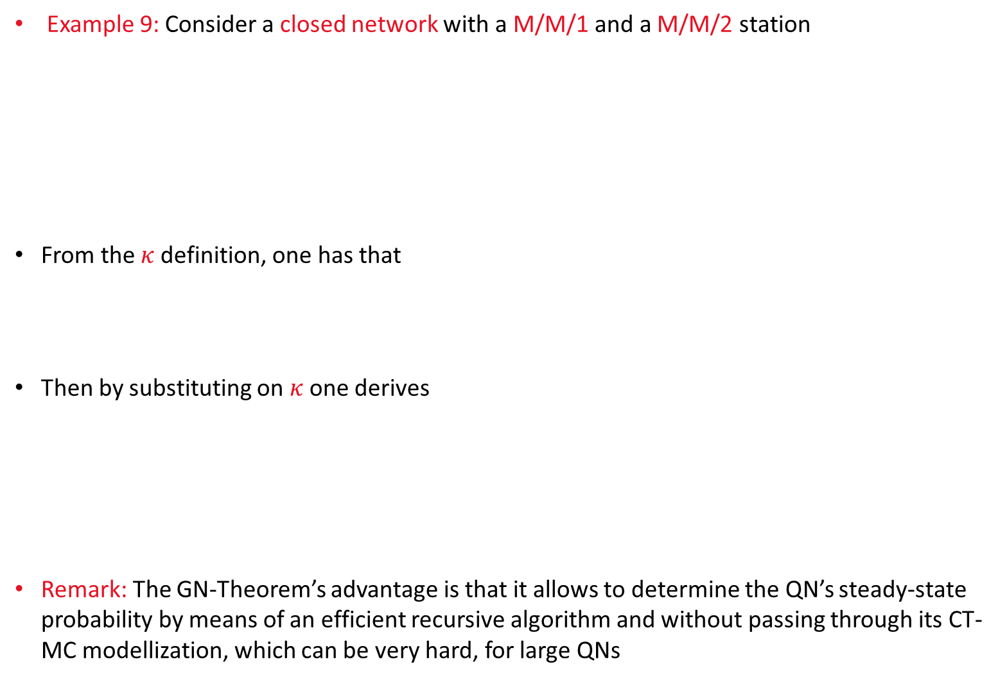 • Example 9: Consider a closed network with a M/M/1 and a M/M/2 station
• From the κ definition, one has that
• Then by substituting on κ one derives
• Remark: The GN-Theorem’s advantage is that it allows to determine the QN’s steady-state
probability by means of an efficient recursive algorithm and without passing through its CT-
MC modellization, which can be very hard, for large QNs